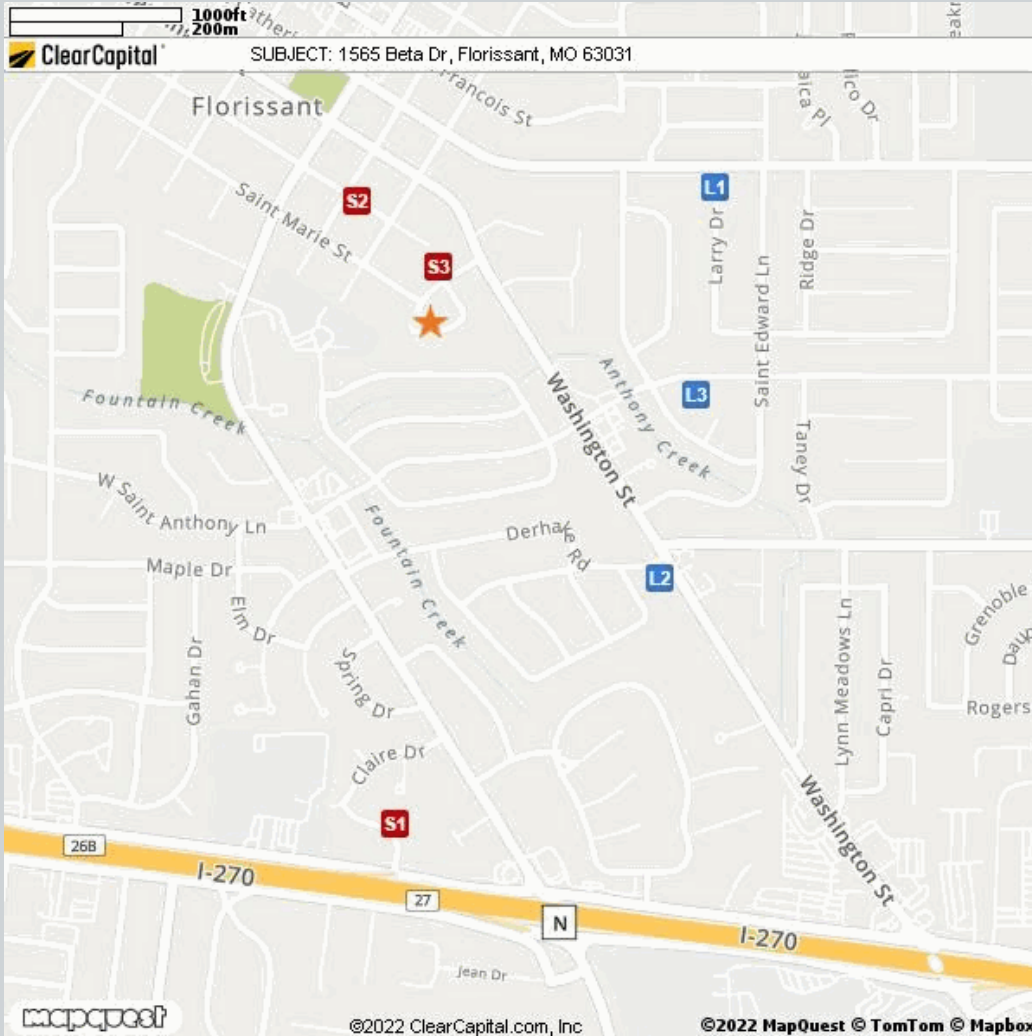 1000ft
200m
ClearCapital
SUBJECT: 1565 Beta Dr, Florissant, MO 63031
Francois St
Florissant
S2
L1
Saint Marie St
S3
Larry Dr
Ridge Dr
Saint Edward Ln
Anthony Creek
L3
Washington St
Fountain Creek
Taney Dr
W Saint Anthony Ln
Fountain Creek
Rd
Maple Dr
L2
Elm Dr
Grenoble
Lynn Meadows Ln
Gahan Dr
Spring Dr
Capri Dr
Rogers
Claire Dr
Washington St
S1
26B
I-270
27
N
I-270
Jean Dr
mapquest
©2022 ClearCapital.com, Inc
©2022 MapQuest © TomTom © Mapbox